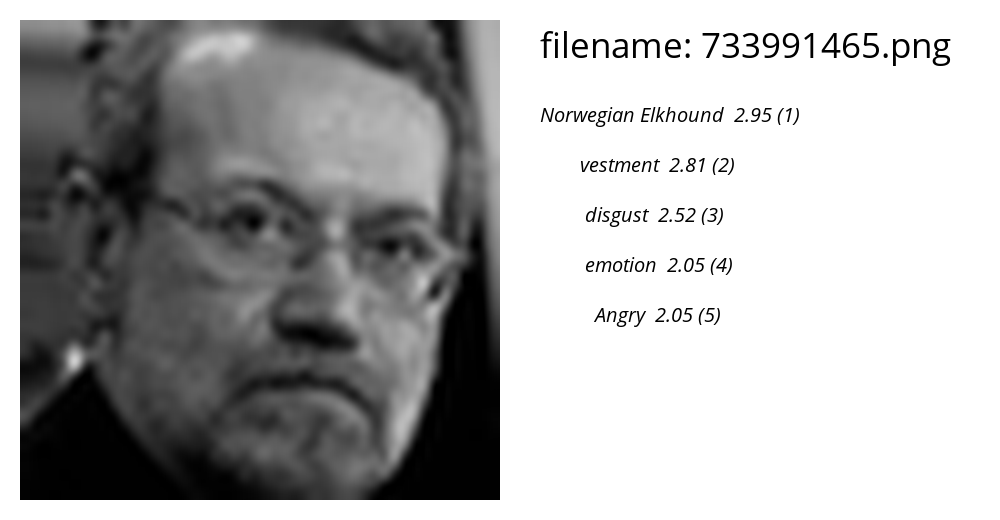 filename: 733991465.png
Norwegian Elkhound 2.95 (1)
vestment 2.81 (2)
disgust 2.52 (3)
emotion 2.05 (4)
Angry 2.05 (5)